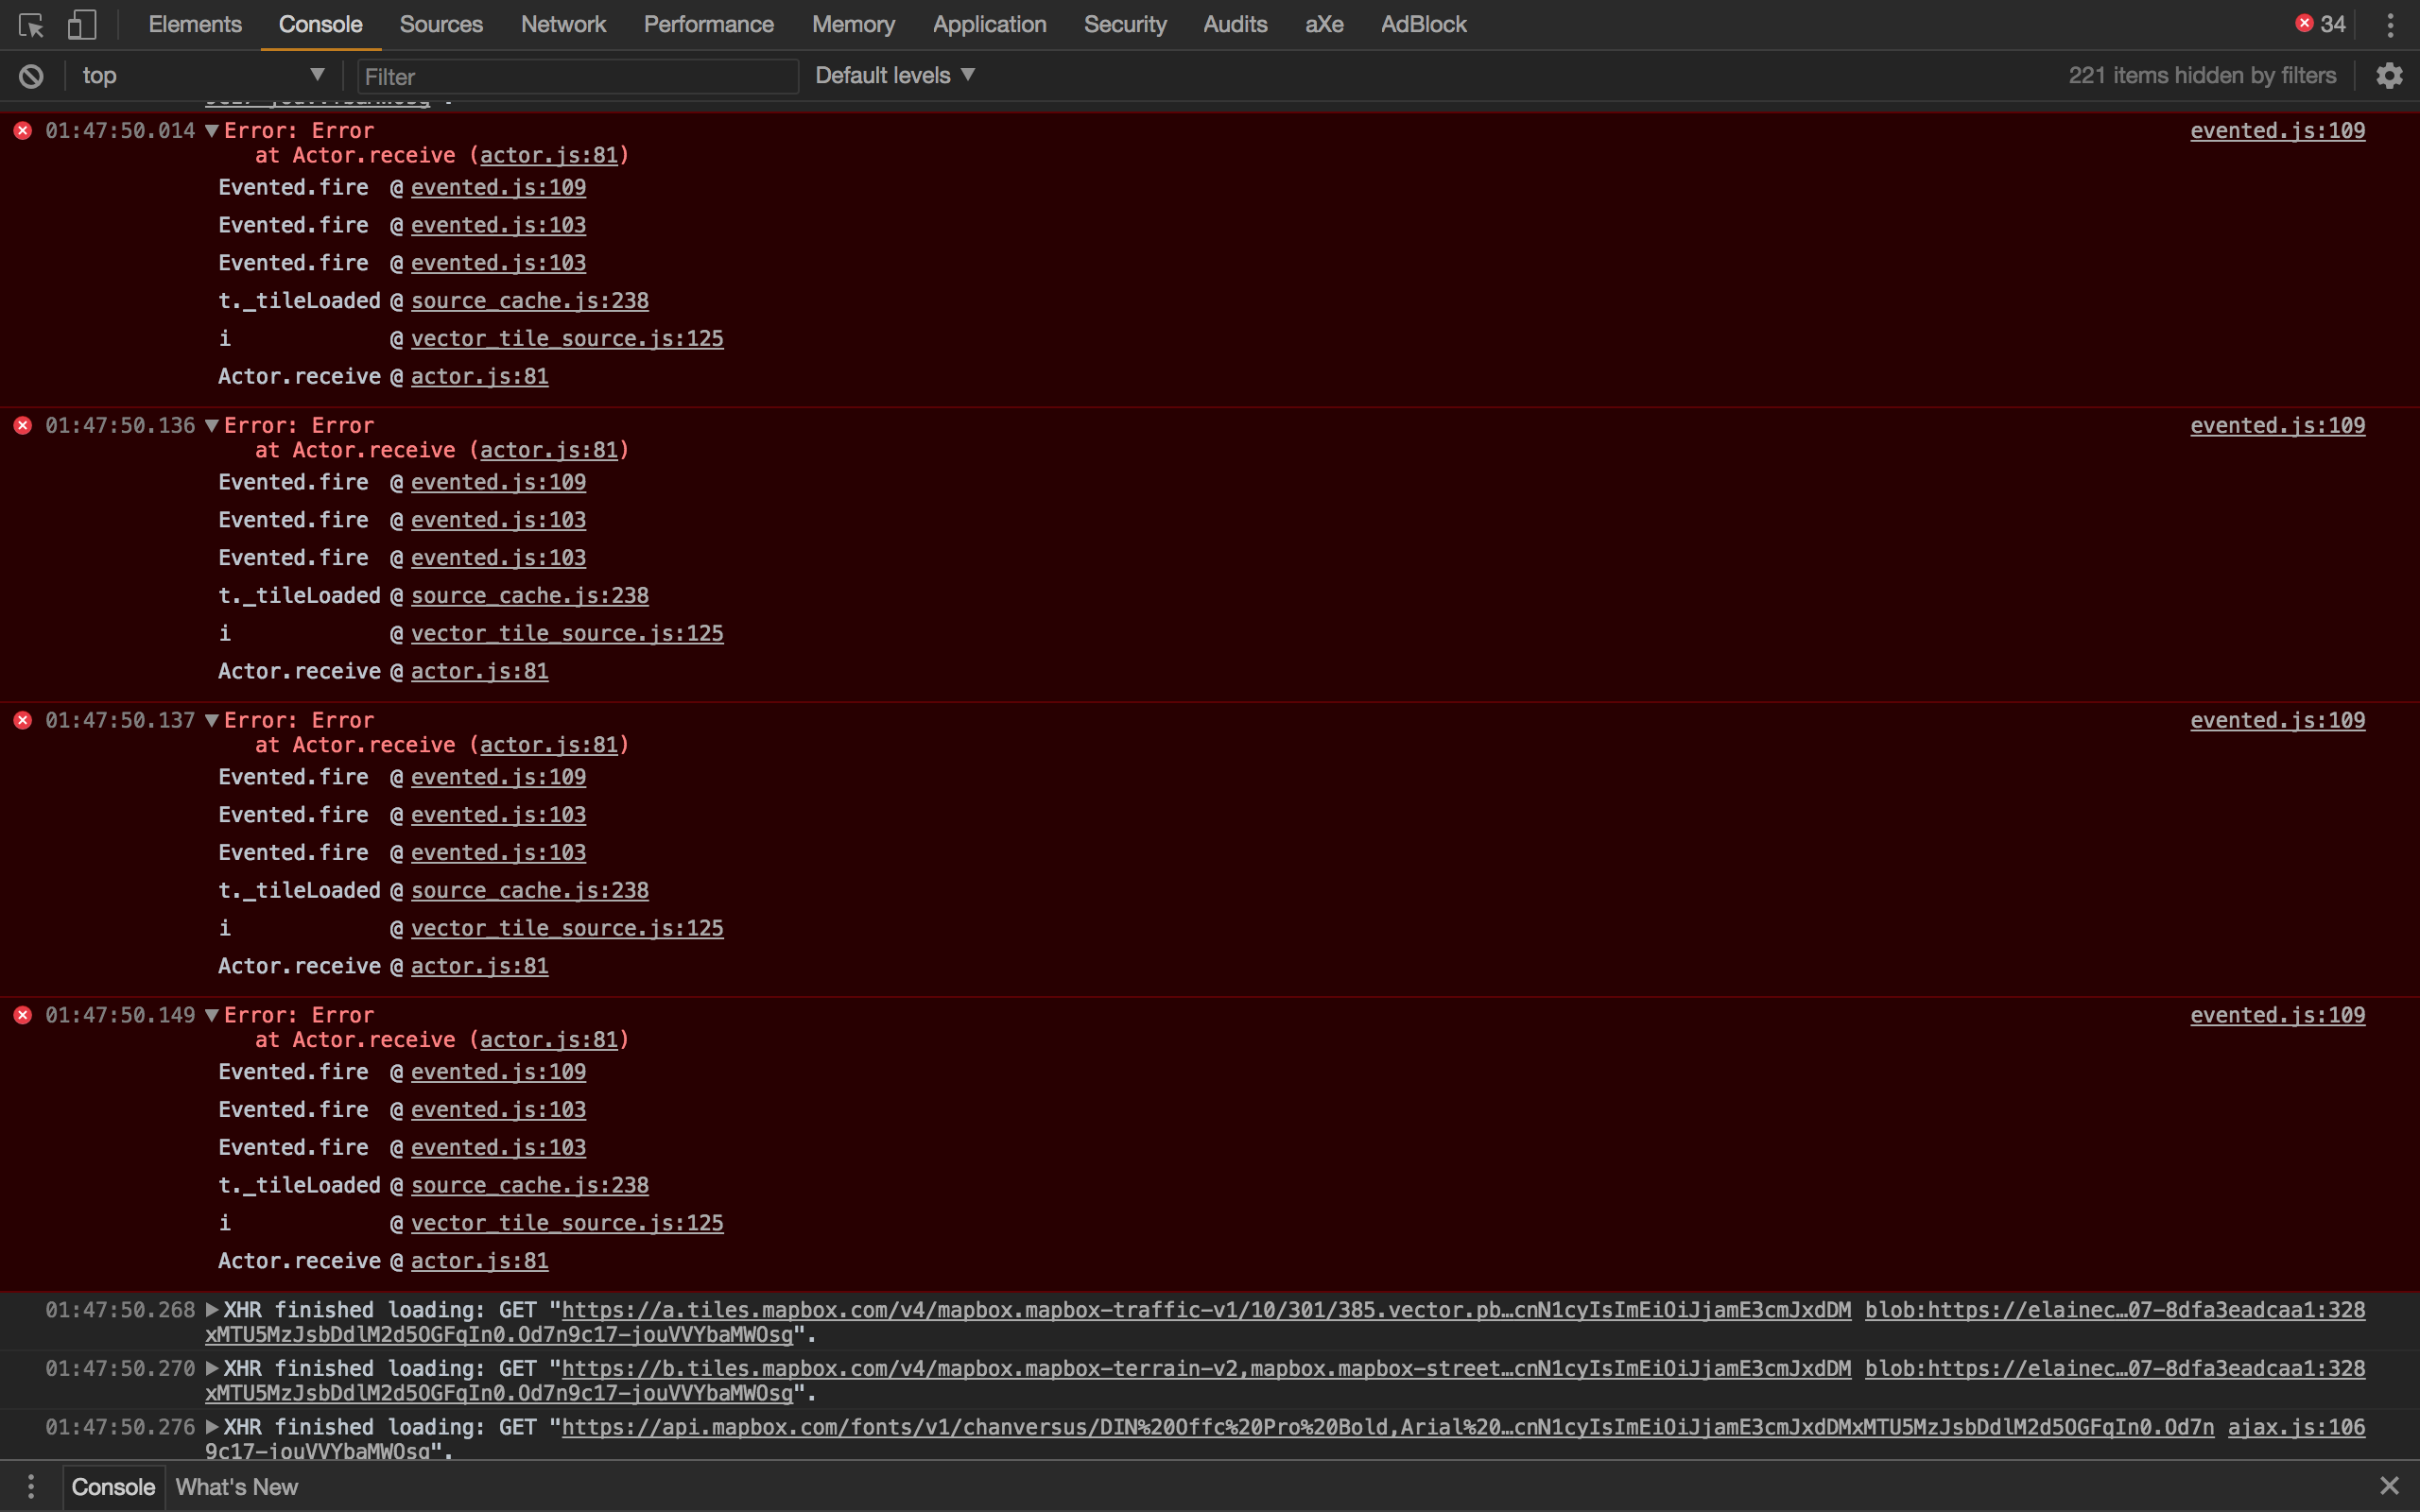 Elements Console Sources Network Performance Memory Application Security Audits aXe AdBlock 34
top Filter Default levels 221 items hidden by filters
01:47:50.014 Error: Error evented.js:109
at Actor.receive (actor.js:81)
Evented.fire @ evented.js:109
Evented.fire @ evented.js:103
Evented.fire @ evented.js:103
t._tileLoaded @ source_cache.js:238
i @ vector_tile_source.js:125
Actor.receive @ actor.js:81
01:47:50.136 Error: Error evented.js:109
at Actor.receive (actor.js:81)
Evented.fire @ evented.js:109
Evented.fire @ evented.js:103
Evented.fire @ evented.js:103
t._tileLoaded @ source_cache.js:238
i @ vector_tile_source.js:125
Actor.receive @ actor.js:81
01:47:50.137 Error: Error evented.js:109
at Actor.receive (actor.js:81)
Evented.fire @ evented.js:109
Evented.fire @ evented.js:103
Evented.fire @ evented.js:103
t._tileLoaded @ source_cache.js:238
i @ vector_tile_source.js:125
Actor.receive @ actor.js:81
01:47:50.149 Error: Error evented.js:109
at Actor.receive (actor.js:81)
Evented.fire @ evented.js:109
Evented.fire @ evented.js:103
Evented.fire @ evented.js:103
t._tileLoaded @ source_cache.js:238
i @ vector_tile_source.js:125
Actor.receive @ actor.js:81
01:47:50.268 XHR finished loading: GET "https://a.tiles.mapbox.com/v4/mapbox.mapbox-traffic-v1/10/301/385.vector.pb…cnN1cyIsImEiOiJjamE3cmJxdDM blob:https://elainec…07-8dfa3eadcaa1:328
xMTU5MzJsbDdlM2d5OGFqIn0.Od7n9c17-jouVVYbaMWOsg".
01:47:50.270 XHR finished loading: GET "https://b.tiles.mapbox.com/v4/mapbox.mapbox-terrain-v2,mapbox.mapbox-street…cnN1cyIsImEiOiJjamE3cmJxdDM blob:https://elainec…07-8dfa3eadcaa1:328
xMTU5MzJsbDdlM2d5OGFqIn0.Od7n9c17-jouVVYbaMWOsg".
01:47:50.276 XHR finished loading: GET "https://api.mapbox.com/fonts/v1/chanversus/DIN%20Offc%20Pro%20Bold,Arial%20…cnN1cyIsImEiOiJjamE3cmJxdDMxMTU5MzJsbDdlM2d5OGFqIn0.Od7n ajax.js:106
9c17-jouVVYbaMWOsg".
Console What's New